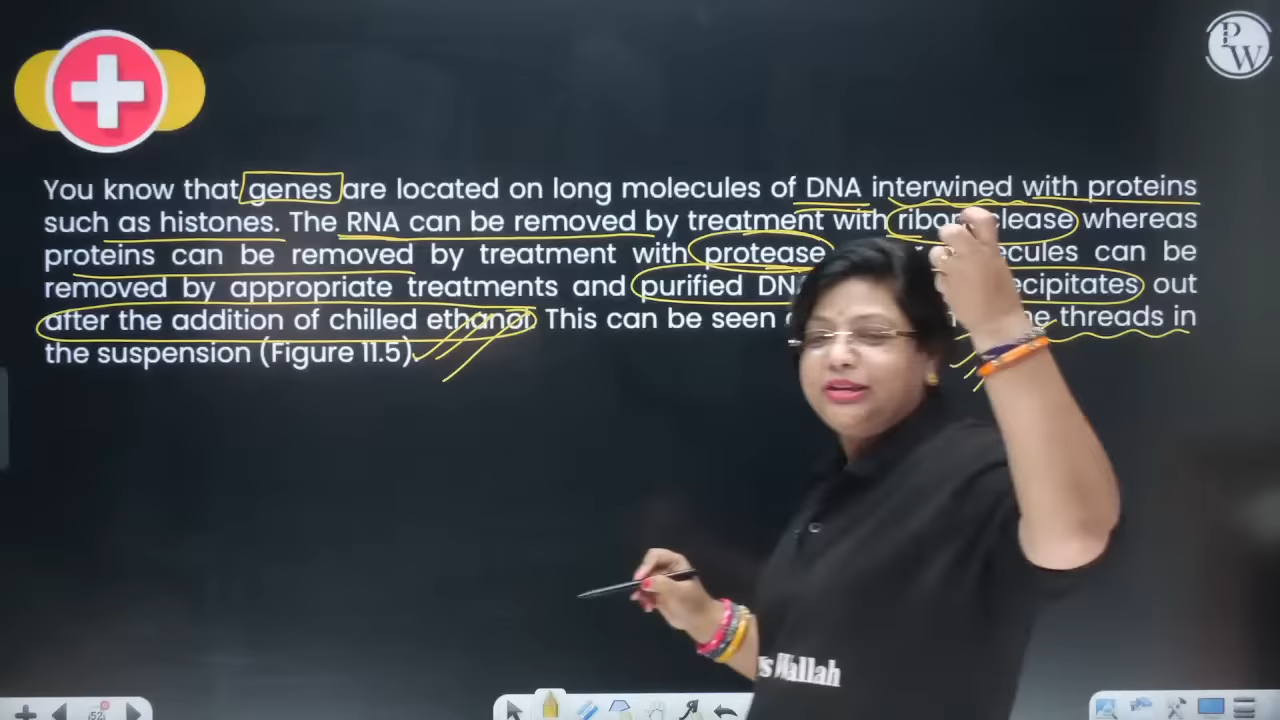 PW
You know that genes are located on long molecules of DNA interwined with proteins
such as histones. The RNA can be removed by treatment with whereas
proteins can be removed by treatment with protease can be
removed by appropriate treatments and purified out
after the addition of chilled ethanol This can be seen threads in
the suspension (Figure 11.5).
Wallah
52